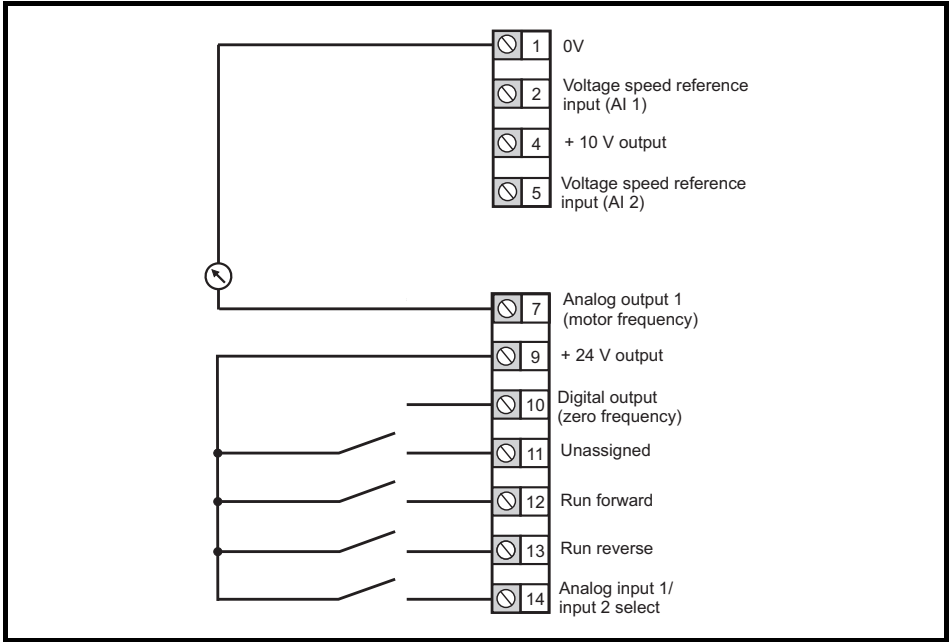 1 0V
2 Voltage speed reference
input (AI 1)
4 + 10 V output
5 Voltage speed reference
input (AI 2)
7 Analog output 1
(motor frequency)
9 + 24 V output
10 Digital output
(zero frequency)
11 Unassigned
12 Run forward
13 Run reverse
14 Analog input 1/
input 2 select